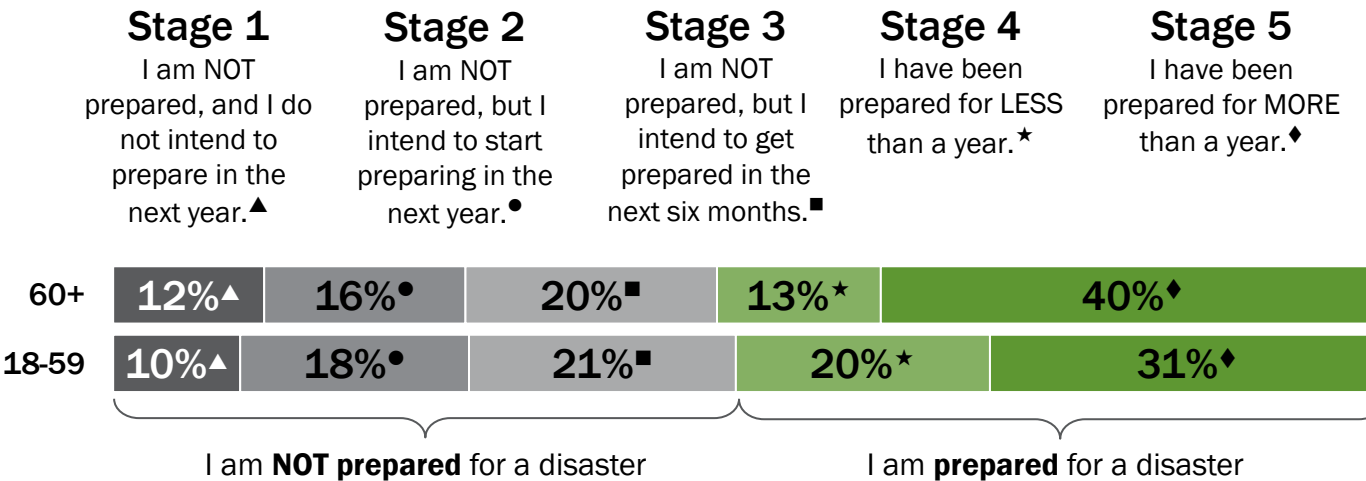 Stage 1
I am NOT
prepared, and I do
not intend to
prepare in the
next year.▲
Stage 2
I am NOT
prepared, but I
intend to start
preparing in the
next year.●
Stage 3
I am NOT
prepared, but I
intend to get
prepared in the
next six months.■
Stage 4
I have been
prepared for LESS
than a year.★
Stage 5
I have been
prepared for MORE
than a year.♦
60+ 12%▲ 16%● 20%■ 13%★ 40%♦
18-59 10%▲ 18%● 21%■ 20%★ 31%♦
I am NOT prepared for a disaster
I am prepared for a disaster